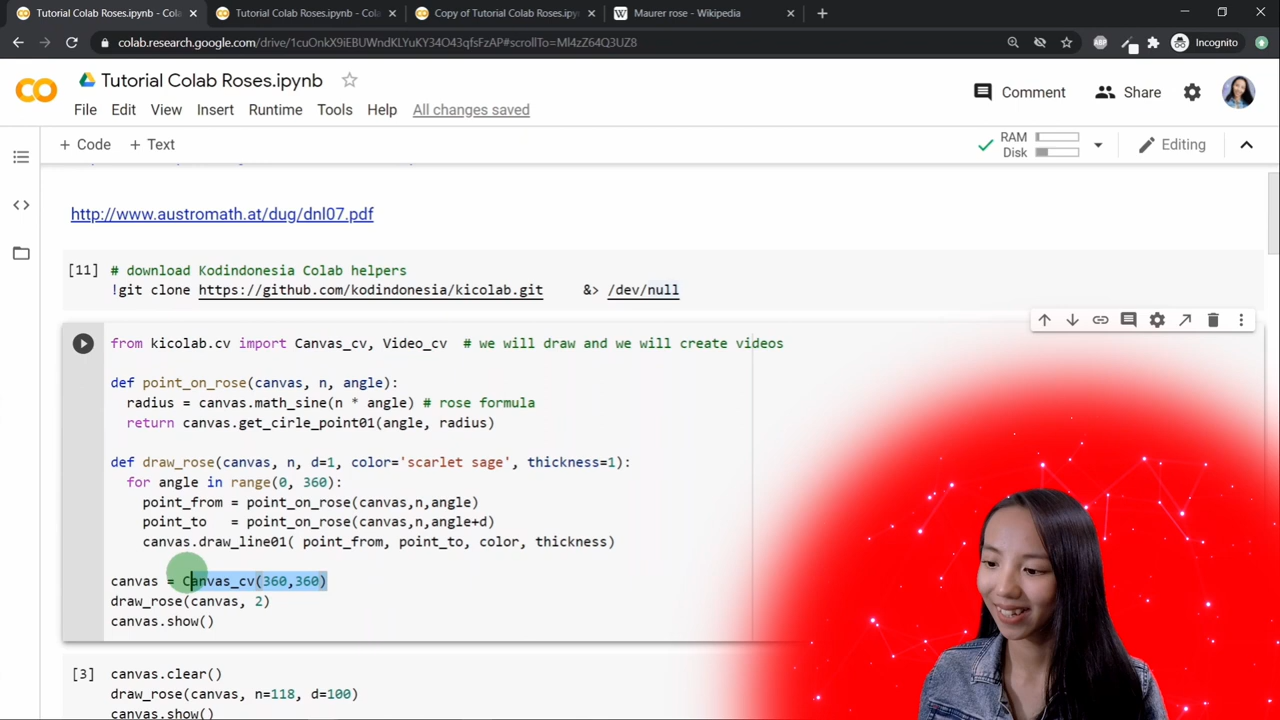 Tutorial Colab Roses.ipynb - Cola
Tutorial Colab Roses.ipynb - Cola
Copy of Tutorial Colab Roses.ipyn
Maurer rose - Wikipedia
colab.research.google.com/drive/1cuOnkX9iEBUWndKLYuKY34O43qfsFzAP#scrollTo=Ml4zZ64Q3UZ8
ABP
Incognito
Tutorial Colab Roses.ipynb
Comment
Share
File Edit View Insert Runtime Tools Help All changes saved
+ Code + Text
RAM
Disk
Editing
http://www.austromath.at/dug/dnl07.pdf
[11] # download Kodindonesia Colab helpers
!git clone https://github.com/kodindonesia/kicolab.git &> /dev/null
from kicolab.cv import Canvas_cv, Video_cv # we will draw and we will create videos
def point_on_rose(canvas, n, angle):
radius = canvas.math_sine(n * angle) # rose formula
return canvas.get_cirle_point01(angle, radius)
def draw_rose(canvas, n, d=1, color='scarlet sage', thickness=1):
for angle in range(0, 360):
point_from = point_on_rose(canvas,n,angle)
point_to = point_on_rose(canvas,n,angle+d)
canvas.draw_line01( point_from, point_to, color, thickness)
canvas = Canvas_cv(360,360)
draw_rose(canvas, 2)
canvas.show()
[3] canvas.clear()
draw_rose(canvas, n=118, d=100)
canvas.show()